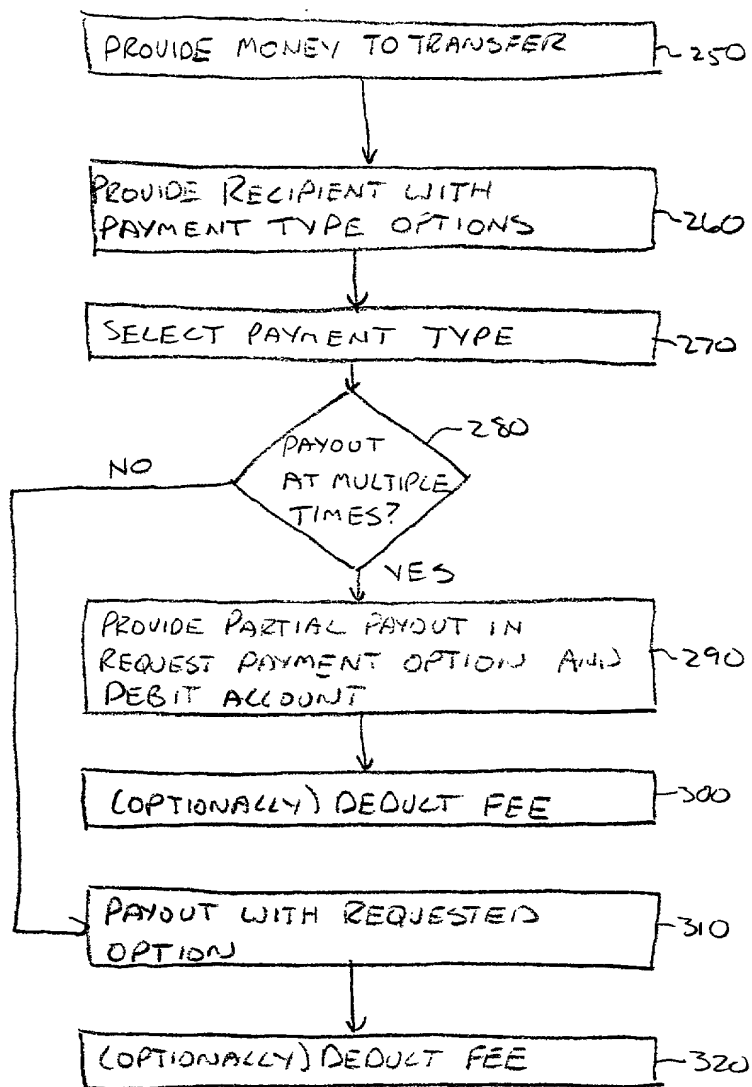 PROVIDE MONEY TO TRANSFER
250
PROVIDE RECIPIENT WITH
PAYMENT TYPE OPTIONS
260
SELECT PAYMENT TYPE
270
280
PAYOUT
AT MULTIPLE
TIMES?
NO
YES
PROVIDE PARTIAL PAYOUT IN
REQUEST PAYMENT OPTION AND
DEBIT ACCOUNT
290
(OPTIONALLY) DEDUCT FEE
300
PAYOUT WITH REQUESTED
OPTION
310
(OPTIONALLY) DEDUCT FEE
320